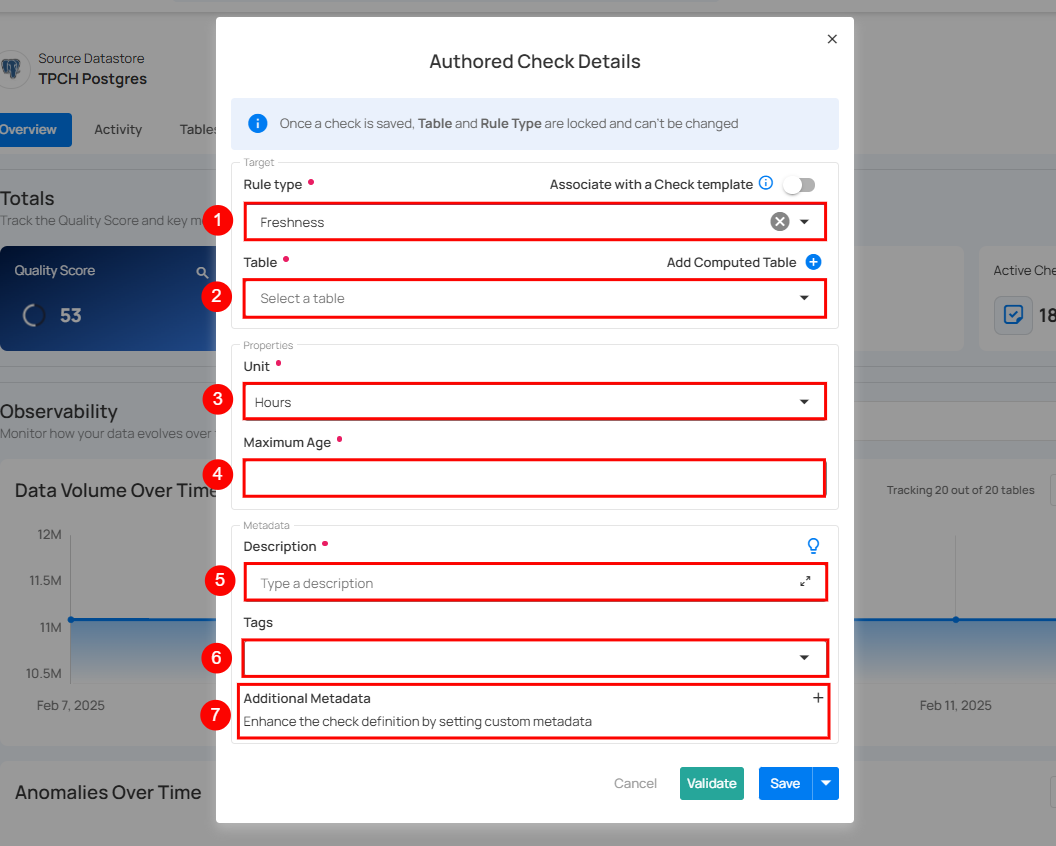 Source Datastore
TPCH Postgres
Overview
Activity
Tables
Totals
Track the Quality Score and key m
Quality Score
53
Active Che
18
Observability
Monitor how your data evolves over
Data Volume Over Time
Tracking 20 out of 20 tables
12M
11.5M
11M
10.5M
Feb 7, 2025
Feb 11, 2025
Anomalies Over Time
Authored Check Details
Once a check is saved, Table and Rule Type are locked and can't be changed
Target
Rule type
Associate with a Check template
1
Freshness
Table
Add Computed Table
2
Select a table
Properties
Unit
3
Hours
Maximum Age
4
Metadata
Description
5
Type a description
Tags
6
7
Additional Metadata
Enhance the check definition by setting custom metadata
Cancel
Validate
Save